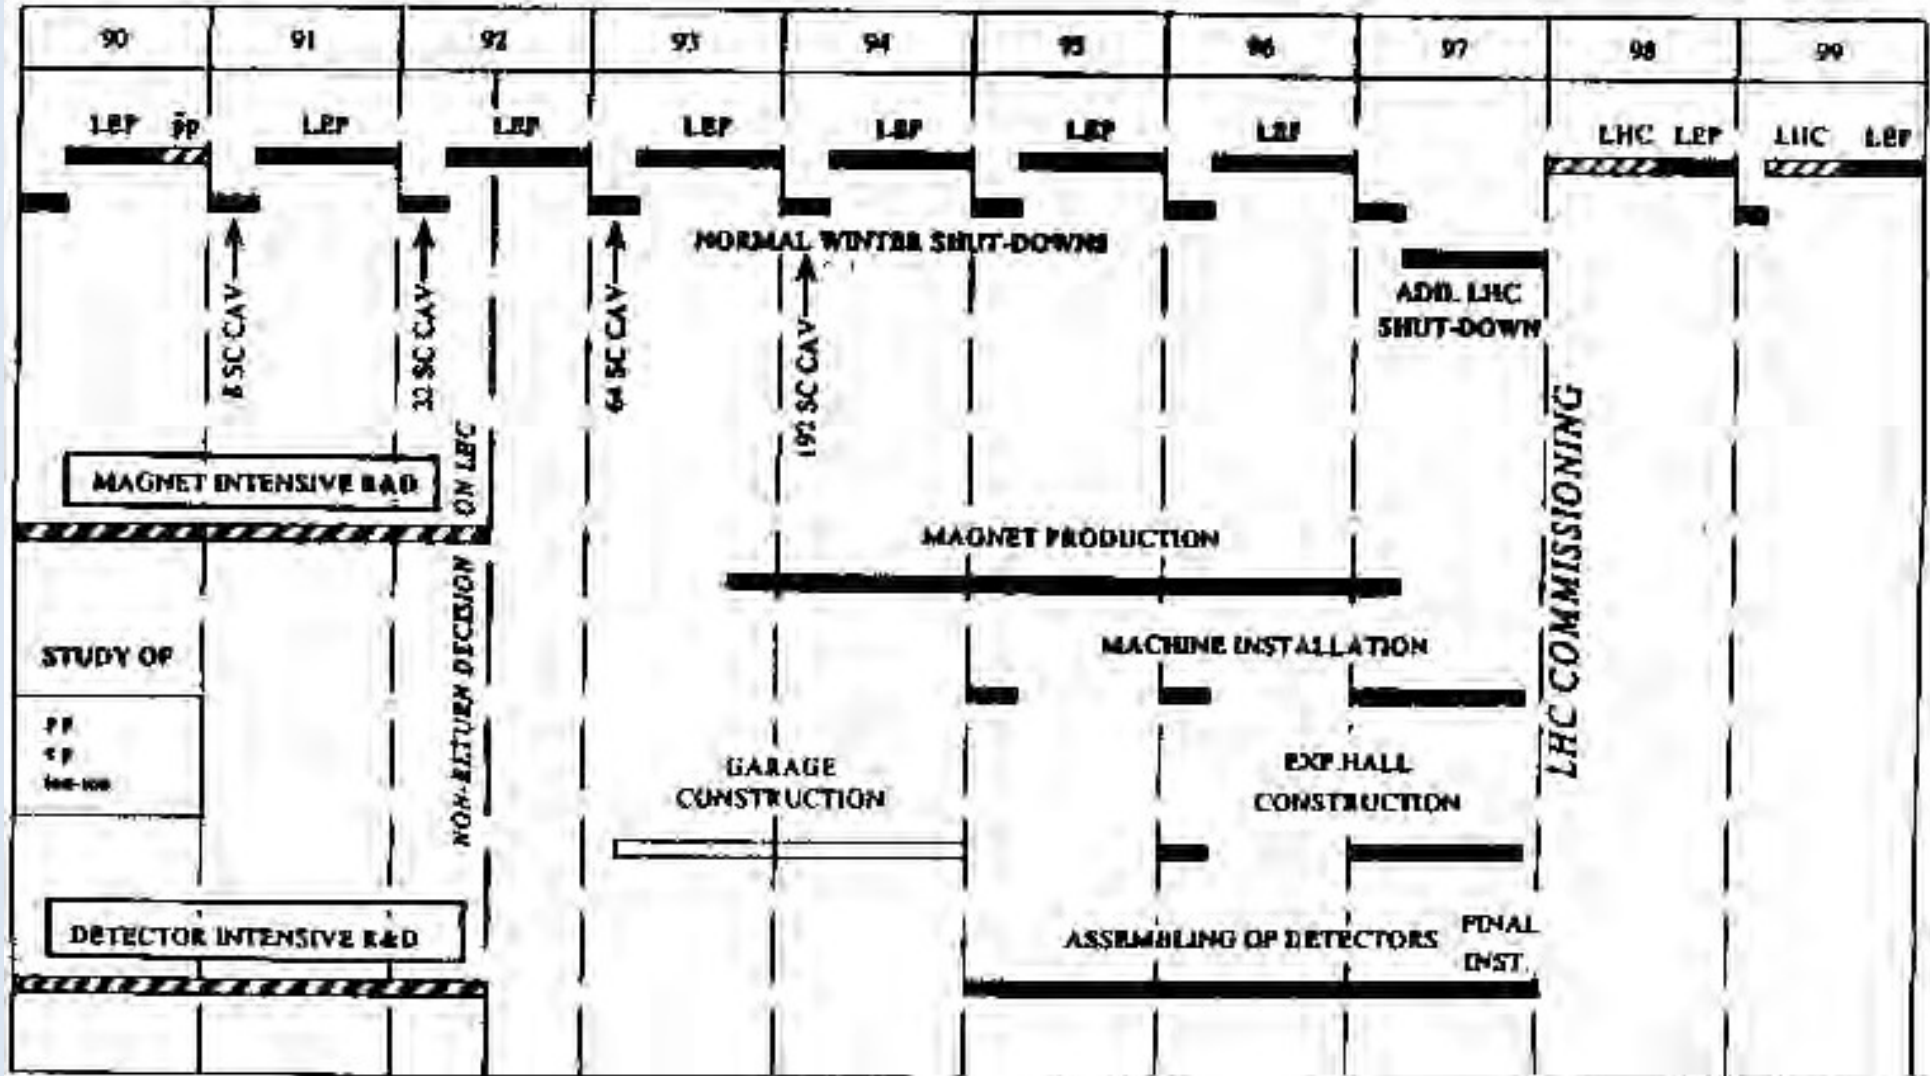 90 91 92 93 94 95 96 97 98 99
LEP p̄p LEP LEP LEP LEP LEP LEP LHC LEP LHC LEP
NORMAL WINTER SHUT-DOWNS
ADD. LHC
SHUT-DOWN
8 SC CAV
32 SC CAV
64 SC CAV
192 SC CAV
MAGNET INTENSIVE R&D
NON-RETURN DECISION ON LHC
LHC COMMISSIONING
MAGNET PRODUCTION
MACHINE INSTALLATION
STUDY OF
pp
ep
ion-ion
GARAGE
CONSTRUCTION
EXP. HALL
CONSTRUCTION
DETECTOR INTENSIVE R&D
ASSEMBLING OF DETECTORS
FINAL
INST.